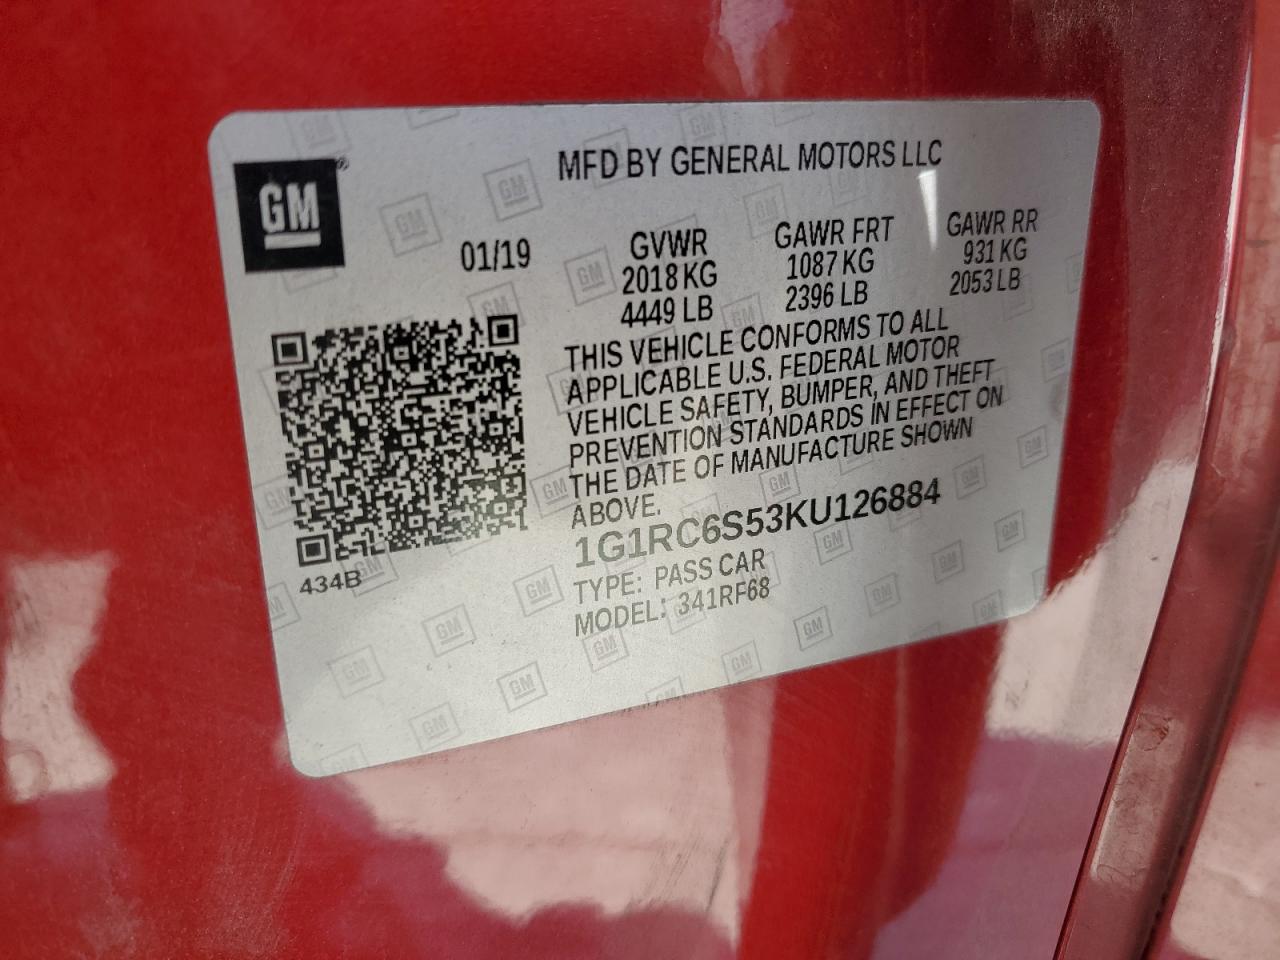 GM®
MFD BY GENERAL MOTORS LLC
01/19
GVWR
2018 KG
4449 LB
GAWR FRT
1087 KG
2396 LB
GAWR RR
931 KG
2053 LB
THIS VEHICLE CONFORMS TO ALL
APPLICABLE U.S. FEDERAL MOTOR
VEHICLE SAFETY, BUMPER, AND THEFT
PREVENTION STANDARDS IN EFFECT ON
THE DATE OF MANUFACTURE SHOWN
ABOVE.
1G1RC6S53KU126884
TYPE: PASS CAR
MODEL: 341RF68
434B